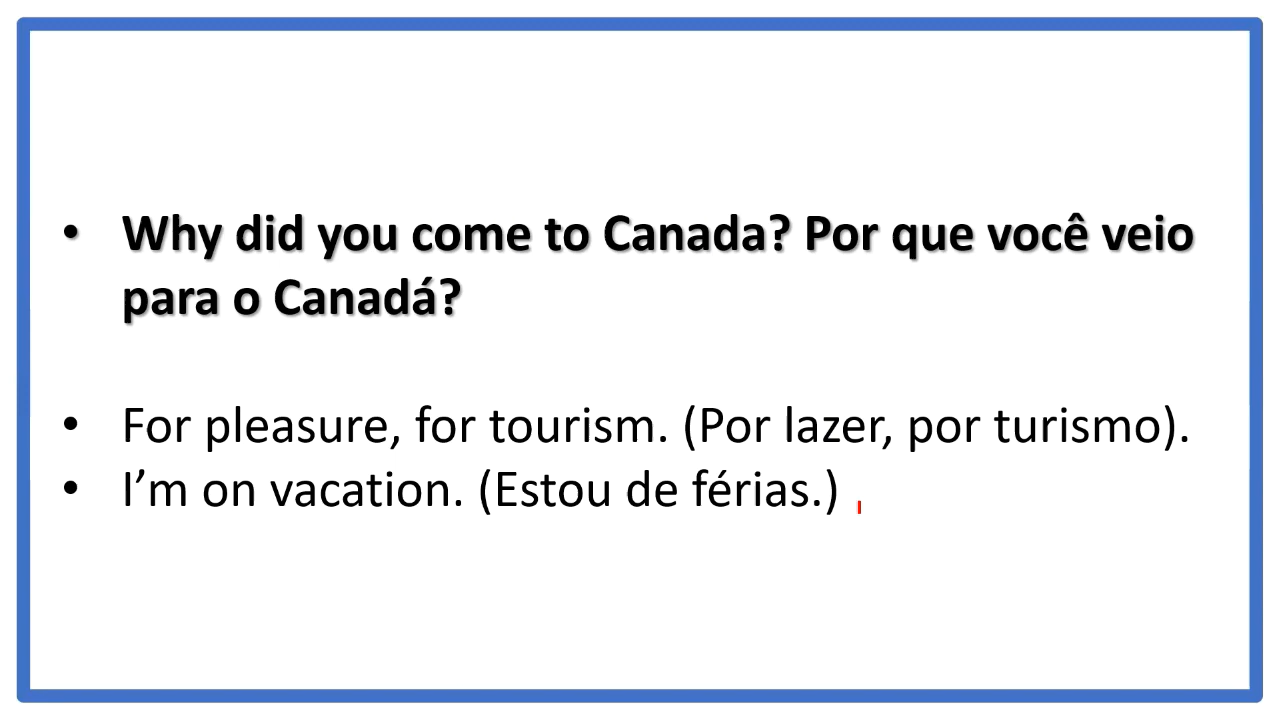 • Why did you come to Canada? Por que você veio
para o Canadá?
• For pleasure, for tourism. (Por lazer, por turismo).
• I’m on vacation. (Estou de férias.)